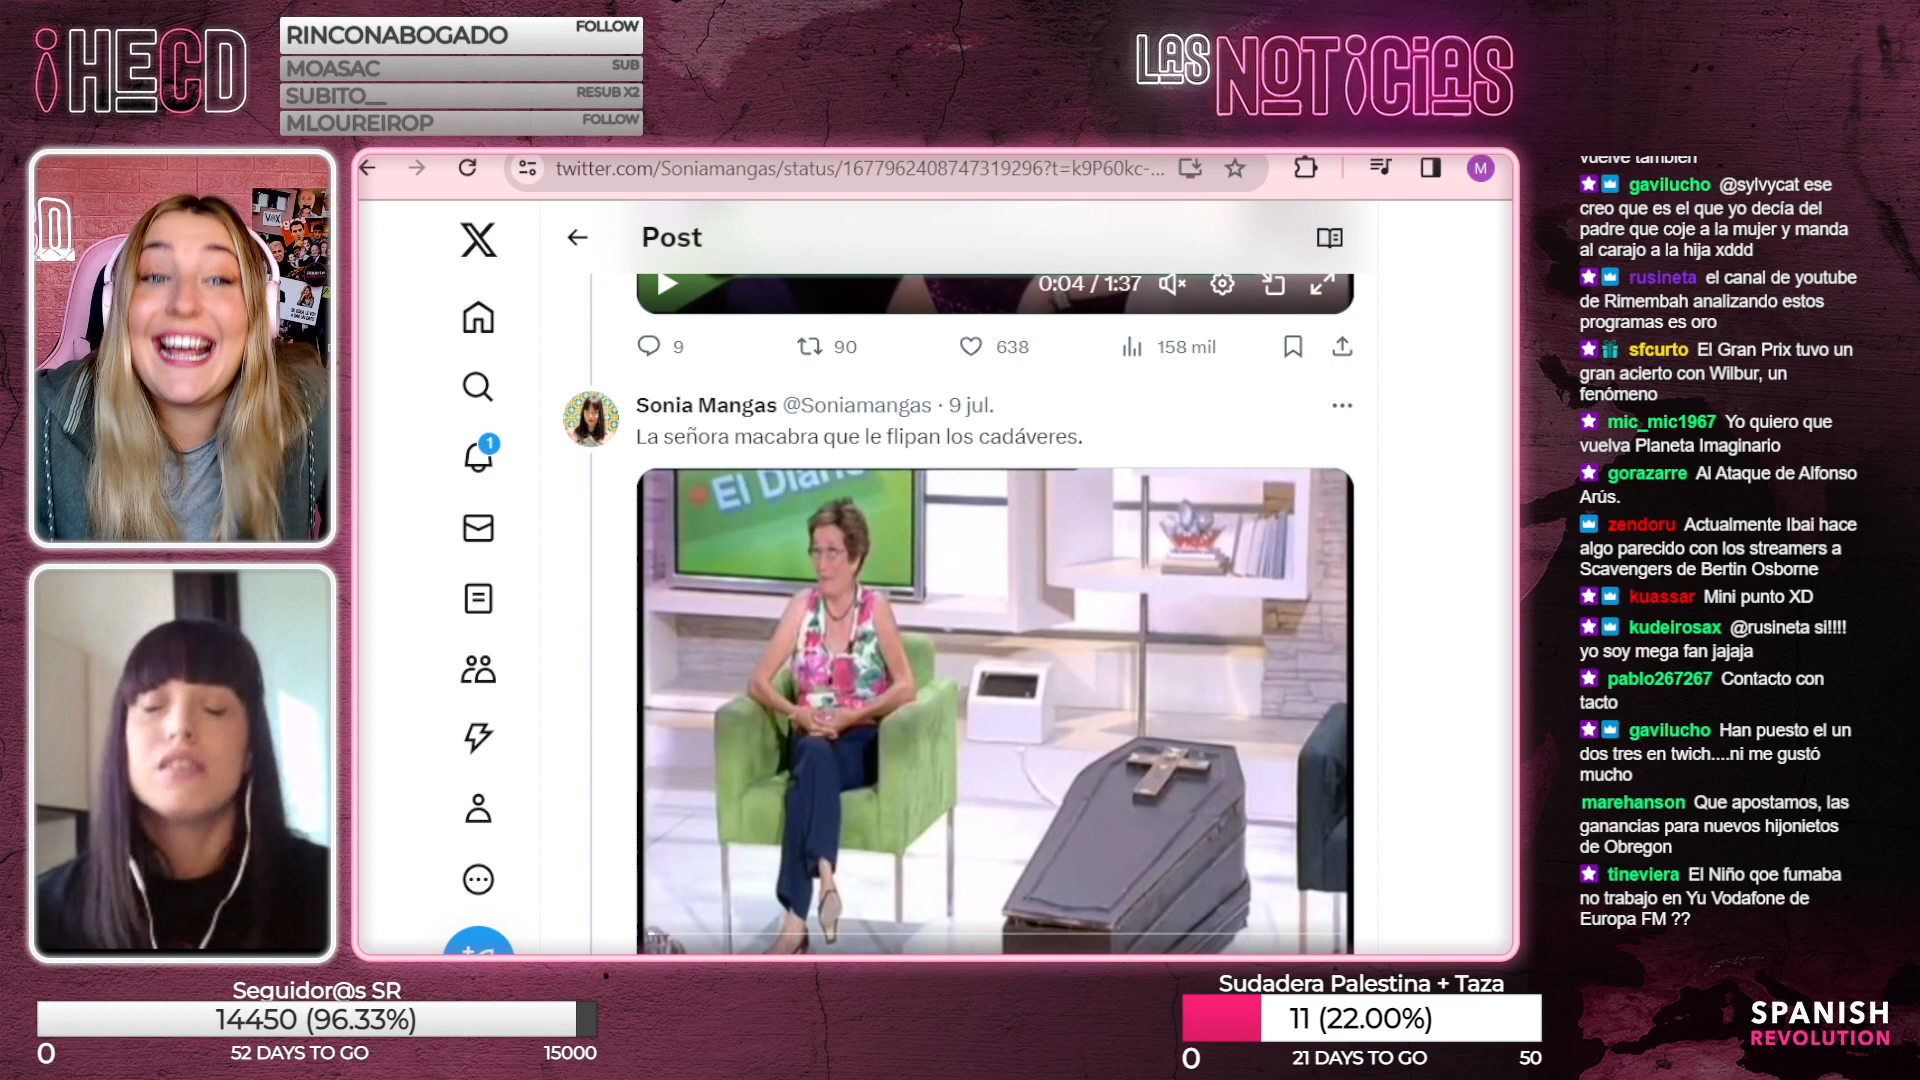 ¡HECD
RINCONABOGADO FOLLOW
MOASAC SUB
SUBITO__ RESUB X2
MLOUREIROP FOLLOW
LAS NOTICIAS
twitter.com/Soniamangas/status/1677962408747319296?t=k9P60kc-...
M
Post
0:04 / 1:37
9 90 638 158 mil
Sonia Mangas @Soniamangas · 9 jul.
La señora macabra que le flipan los cadáveres.
1
El Diario
VOX
vuelve también
gavilucho @sylvycat ese
creo que es el que yo decía del
padre que coje a la mujer y manda
al carajo a la hija xddd
rusineta el canal de youtube
de Rimembah analizando estos
programas es oro
sfcurto El Gran Prix tuvo un
gran acierto con Wilbur, un
fenómeno
mic_mic1967 Yo quiero que
vuelva Planeta Imaginario
gorazarre Al Ataque de Alfonso
Arús.
zendoru Actualmente Ibai hace
algo parecido con los streamers a
Scavengers de Bertin Osborne
kuassar Mini punto XD
kudeirosax @rusineta si!!!!
yo soy mega fan jajaja
pablo267267 Contacto con
tacto
gavilucho Han puesto el un
dos tres en twich....ni me gustó
mucho
marehanson Que apostamos, las
ganancias para nuevos hijonietos
de Obregon
tineviera El Niño qoe fumaba
no trabajo en Yu Vodafone de
Europa FM ??
Seguidor@s SR
14450 (96.33%)
0 52 DAYS TO GO 15000
Sudadera Palestina + Taza
11 (22.00%)
0 21 DAYS TO GO 50
SPANISH
REVOLUTION